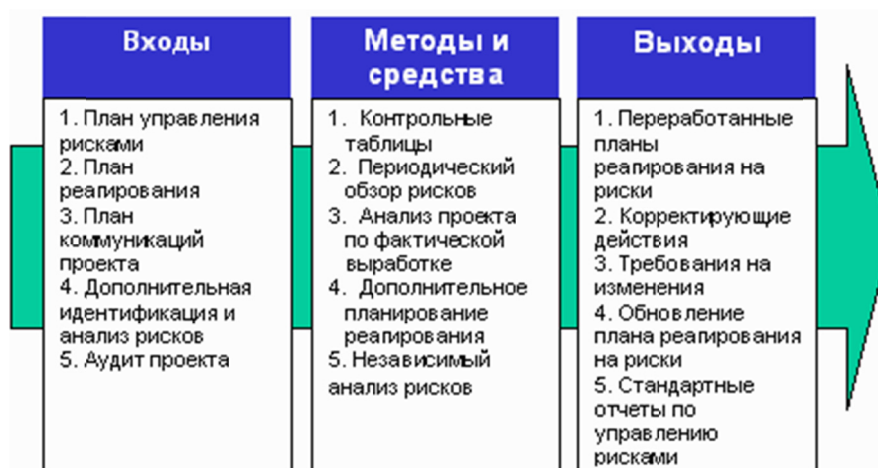 Входы
1. План управления
рисками
2. План
реагирования
3. План
коммуникаций
проекта
4. Дополнительная
идентификация и
анализ рисков
5. Аудит проекта
Методы и
средства
1. Контрольные
таблицы
2. Периодический
обзор рисков
3. Анализ проекта
по фактической
выработке
4. Дополнительное
планирование
реагирования
5. Независимый
анализ рисков
Выходы
1. Переработанные
планы
реагирования на
риски
2. Корректирующие
действия
3. Требования на
изменения
4. Обновление
плана реагирования
на риски
5. Стандартные
отчеты по
управлению
рисками